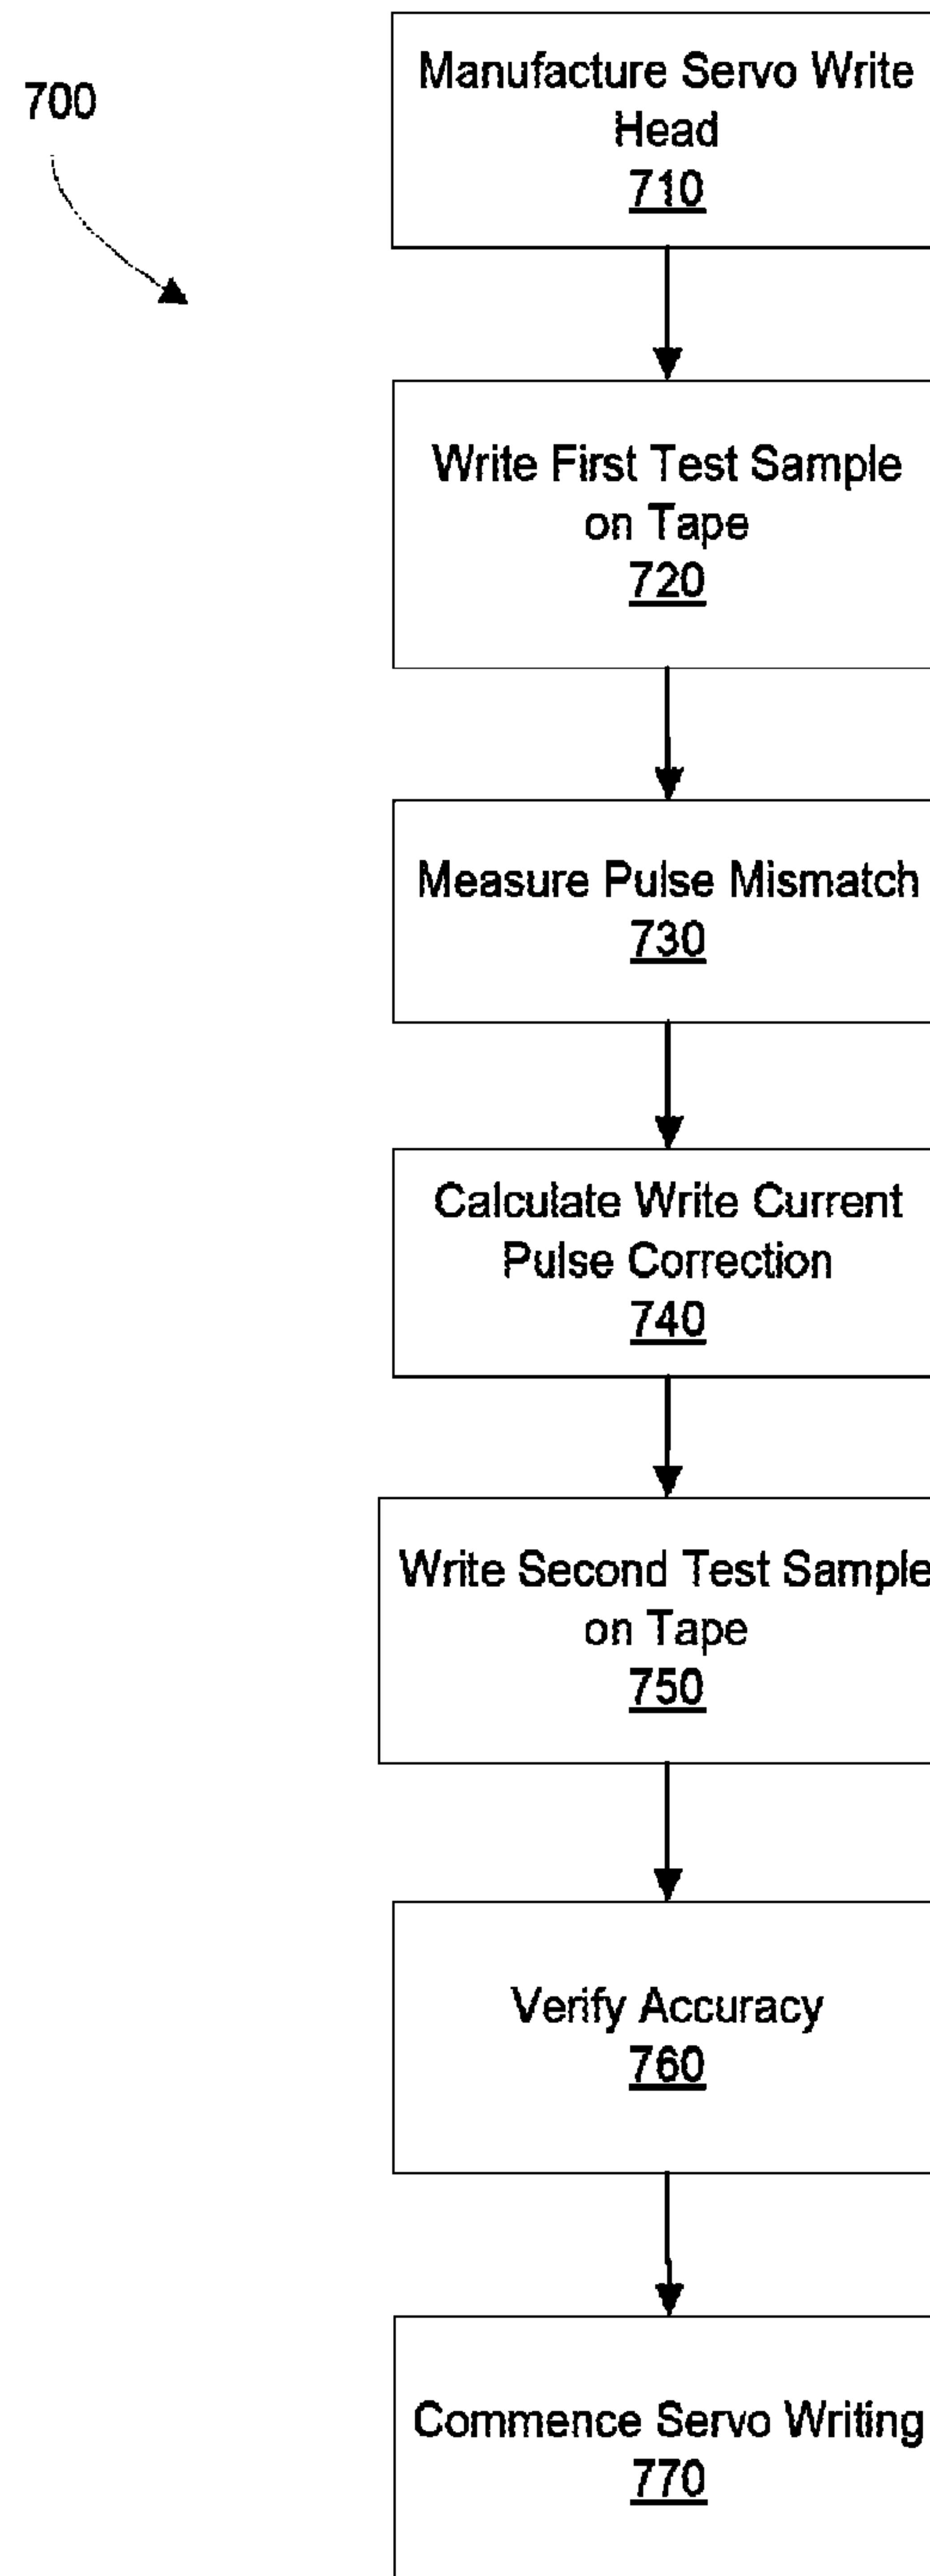 700
Manufacture Servo Write
Head
710
Write First Test Sample
on Tape
720
Measure Pulse Mismatch
730
Calculate Write Current
Pulse Correction
740
Write Second Test Sample
on Tape
750
Verify Accuracy
760
Commence Servo Writing
770